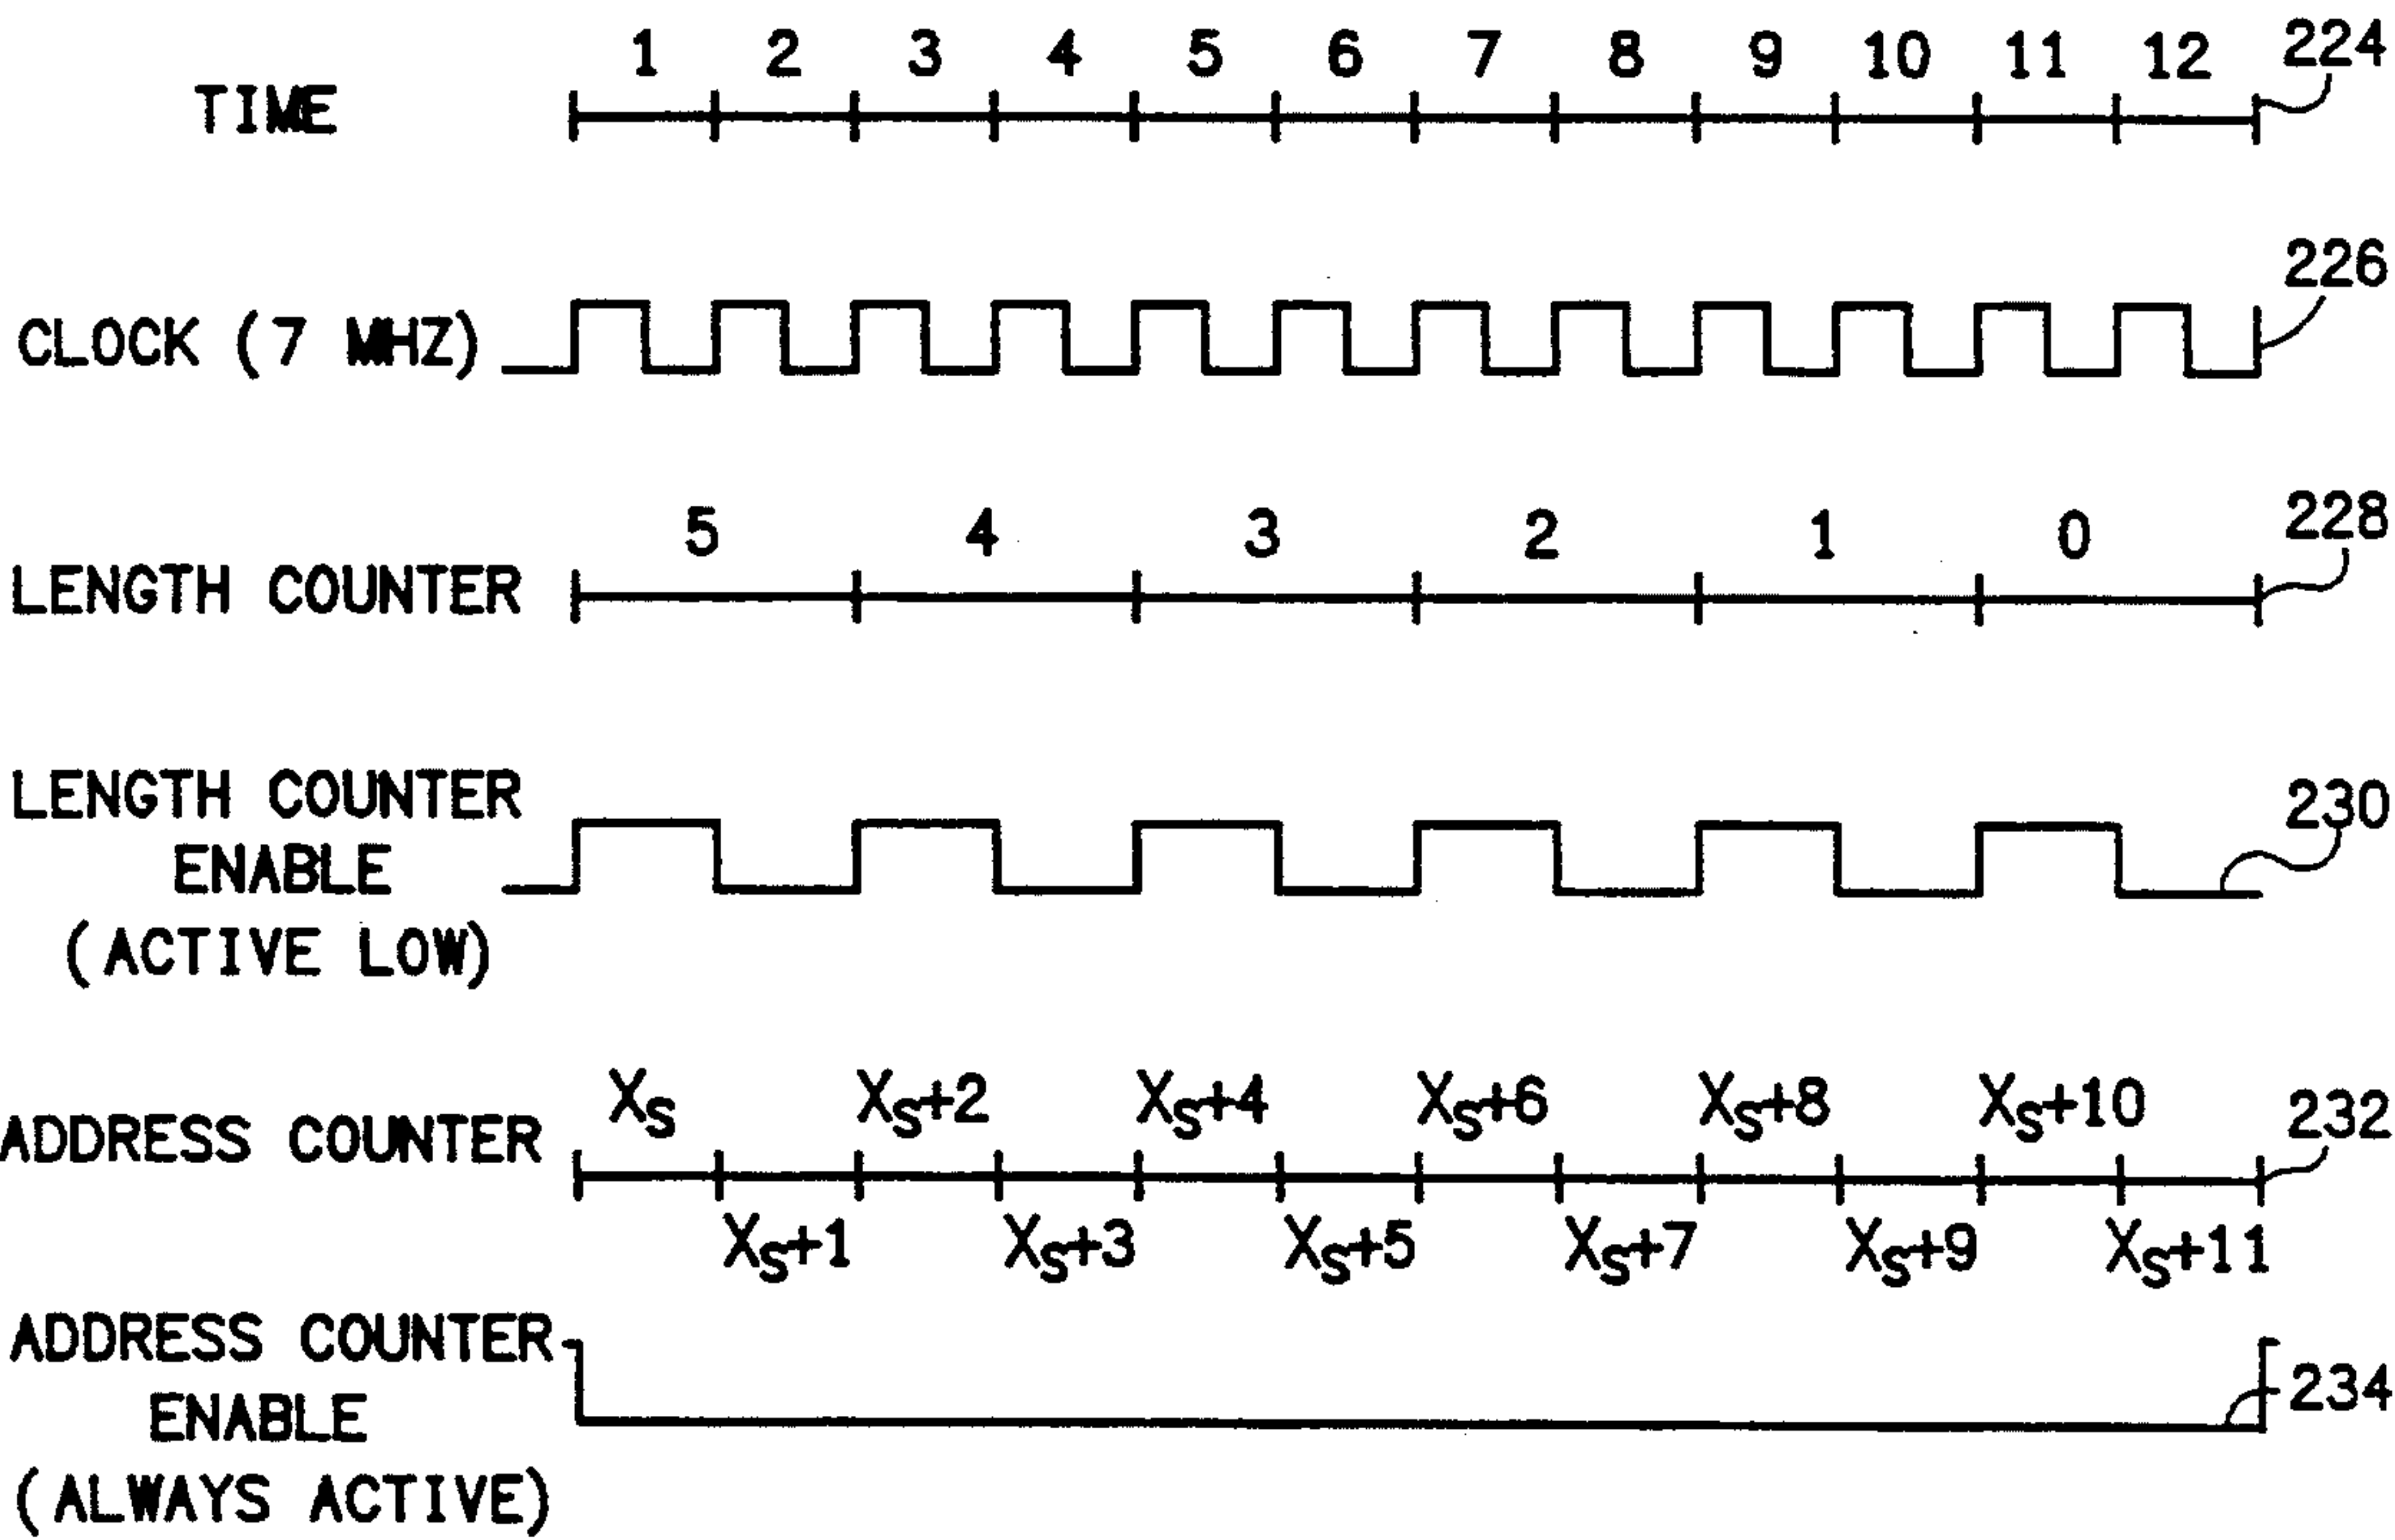 1 2 3 4 5 6 7 8 9 10 11 12 224
TIME
226
CLOCK (7 MHZ)
5 4 3 2 1 0 228
LENGTH COUNTER
LENGTH COUNTER
ENABLE
(ACTIVE LOW)
230
XS XS+2 XS+4 XS+6 XS+8 XS+10 232
ADDRESS COUNTER
XS+1 XS+3 XS+5 XS+7 XS+9 XS+11
ADDRESS COUNTER
ENABLE
(ALWAYS ACTIVE)
234